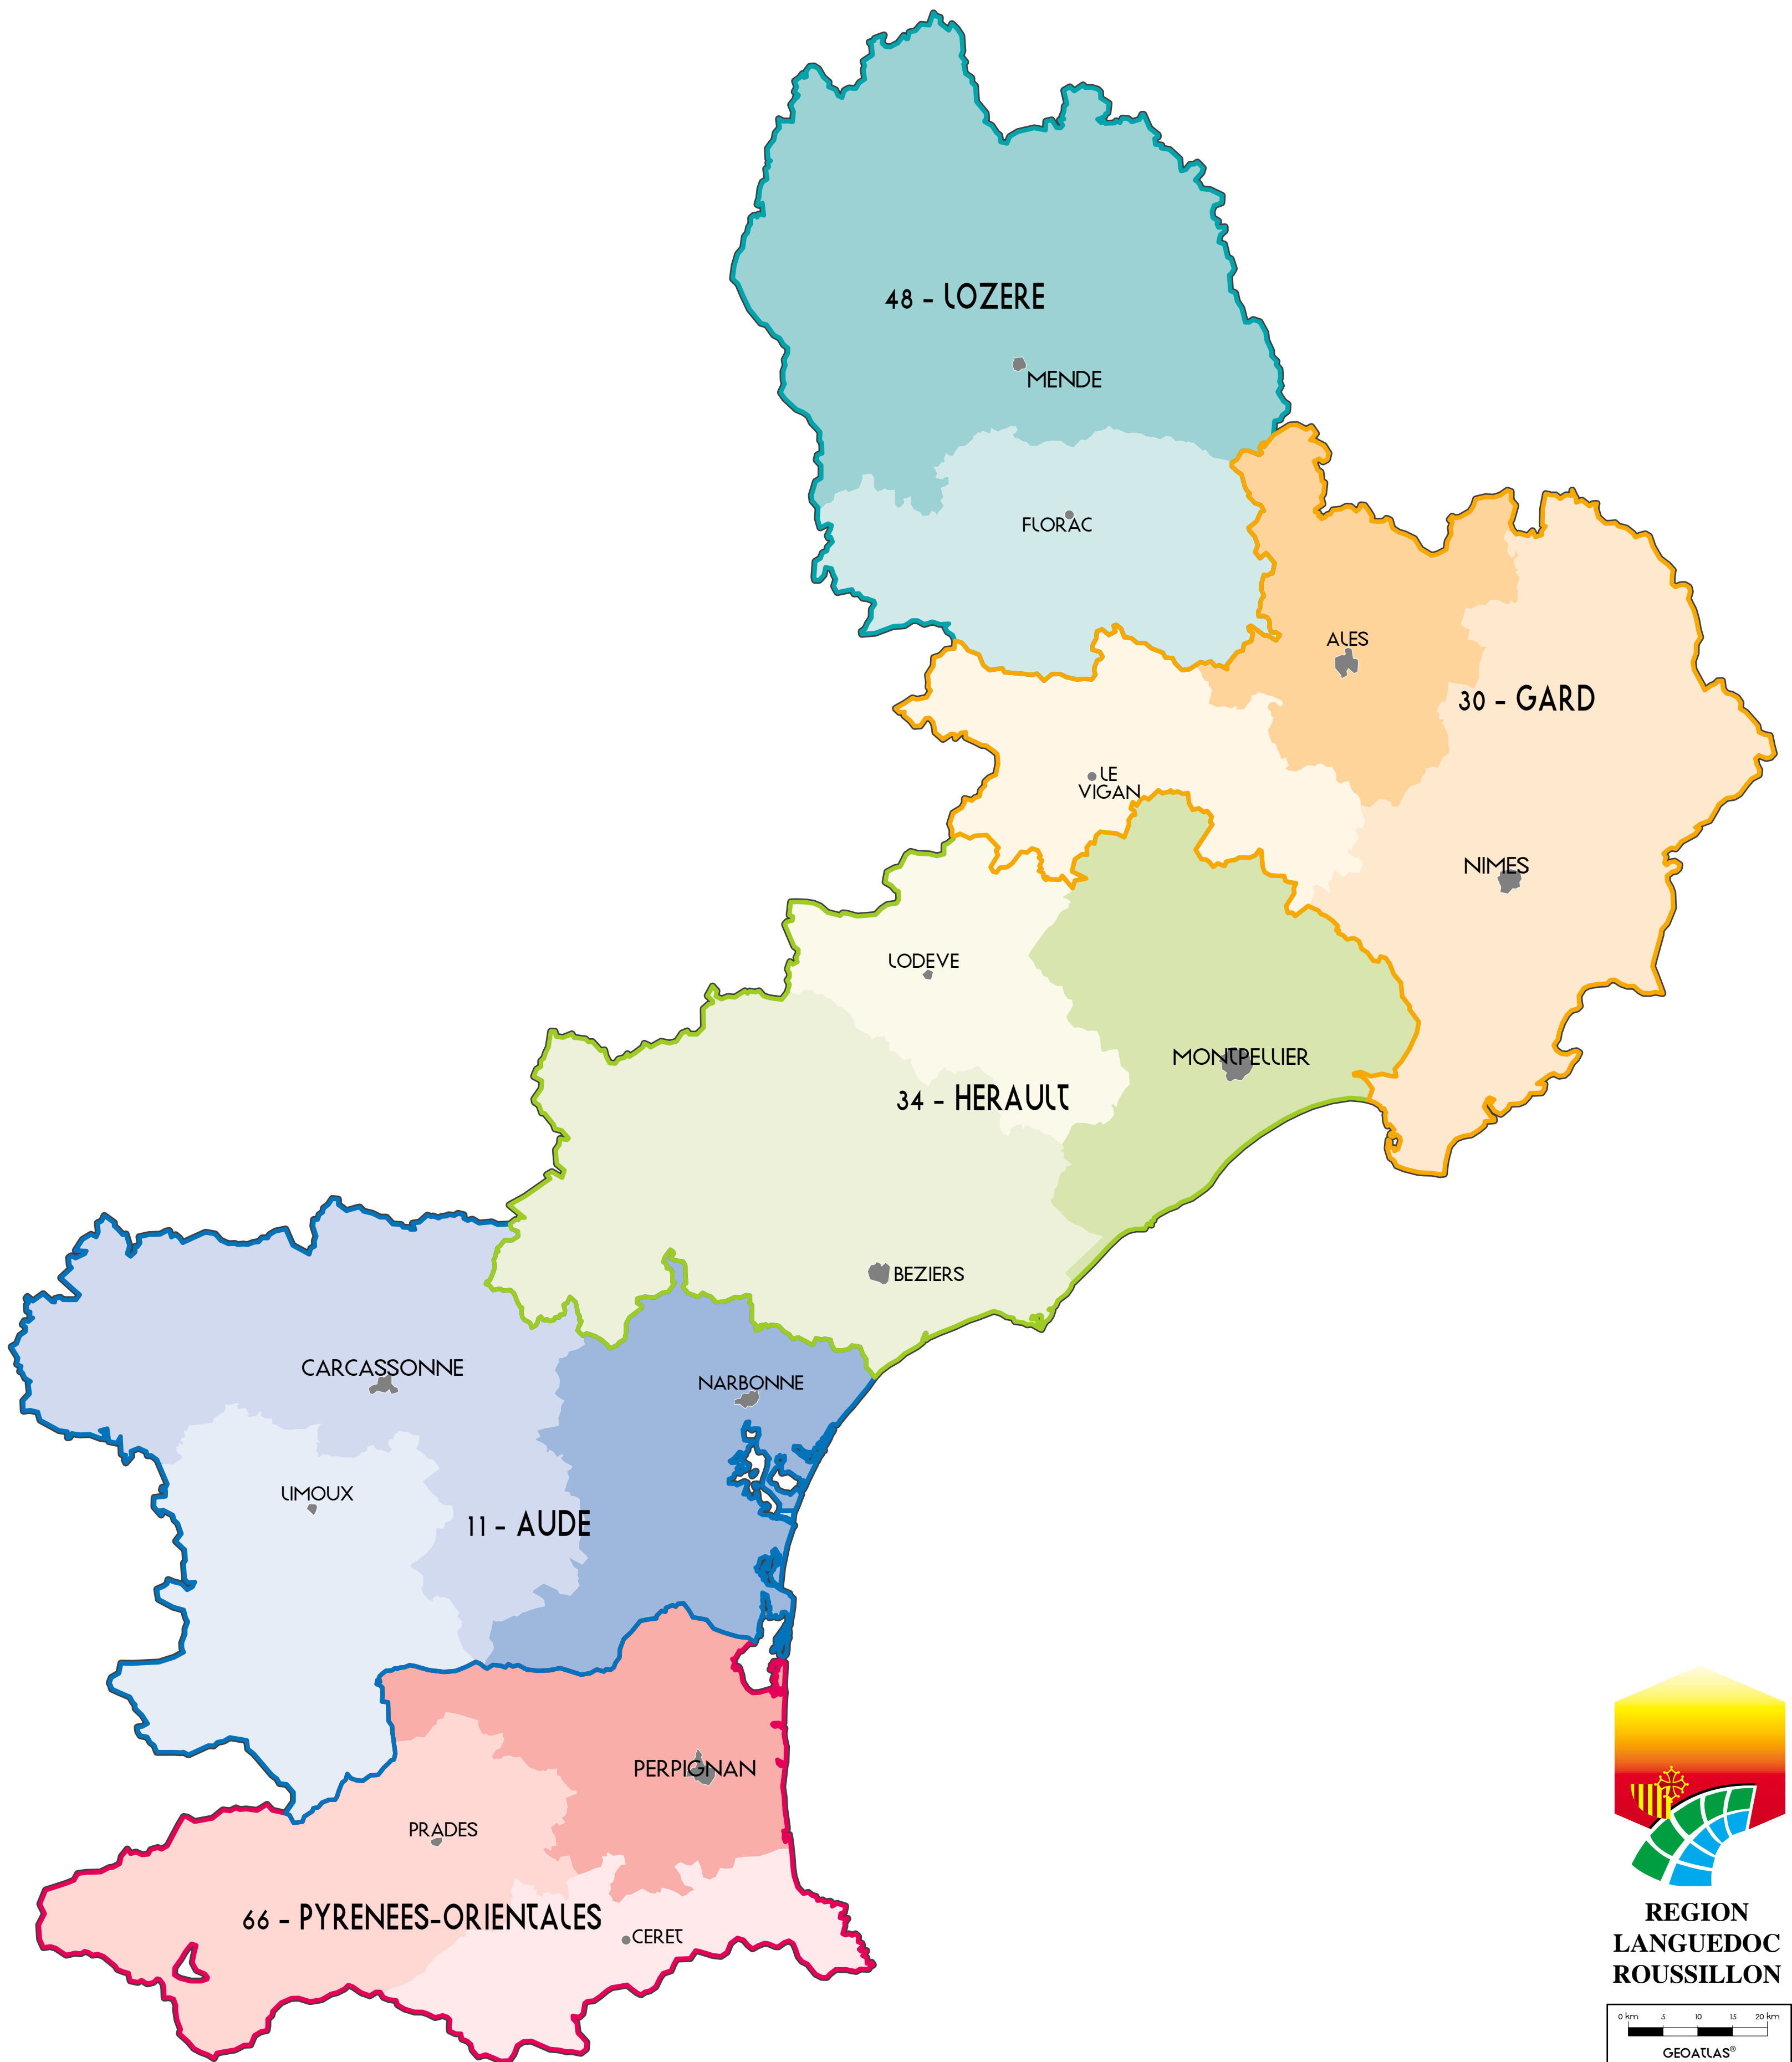 48 - LOZERE
MENDE
FLORAC
ALES
30 - GARD
LE
VIGAN
NIMES
LODEVE
MONTPELLIER
34 - HERAULT
BEZIERS
CARCASSONNE
NARBONNE
LIMOUX
11 - AUDE
PERPIGNAN
PRADES
66 - PYRENEES-ORIENTALES
CERET
REGION
LANGUEDOC
ROUSSILLON
0 km 5 10 15 20 km
GEOATLAS®